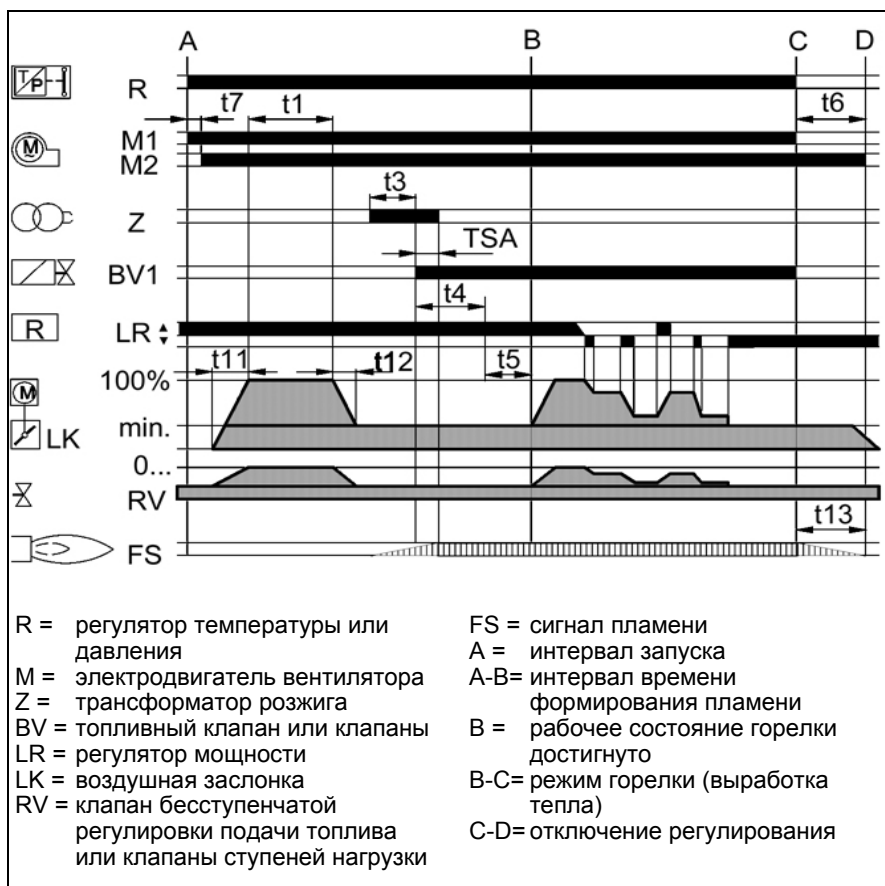 A B C D
T/P R t7 t1 t6
M M1
M2
t3
Z TSA
BV1
t4
R LR
t11 t12 t5
100%
M
LK min.
0...
RV
t13
FS
R = регулятор температуры или
давления
M = электродвигатель вентилятора
Z = трансформатор розжига
BV = топливный клапан или клапаны
LR = регулятор мощности
LK = воздушная заслонка
RV = клапан бесступенчатой
регулировки подачи топлива
или клапаны ступеней нагрузки
FS = сигнал пламени
A = интервал запуска
A-B= интервал времени
формирования пламени
B = рабочее состояние горелки
достигнуто
B-C= режим горелки (выработка
тепла)
C-D= отключение регулирования